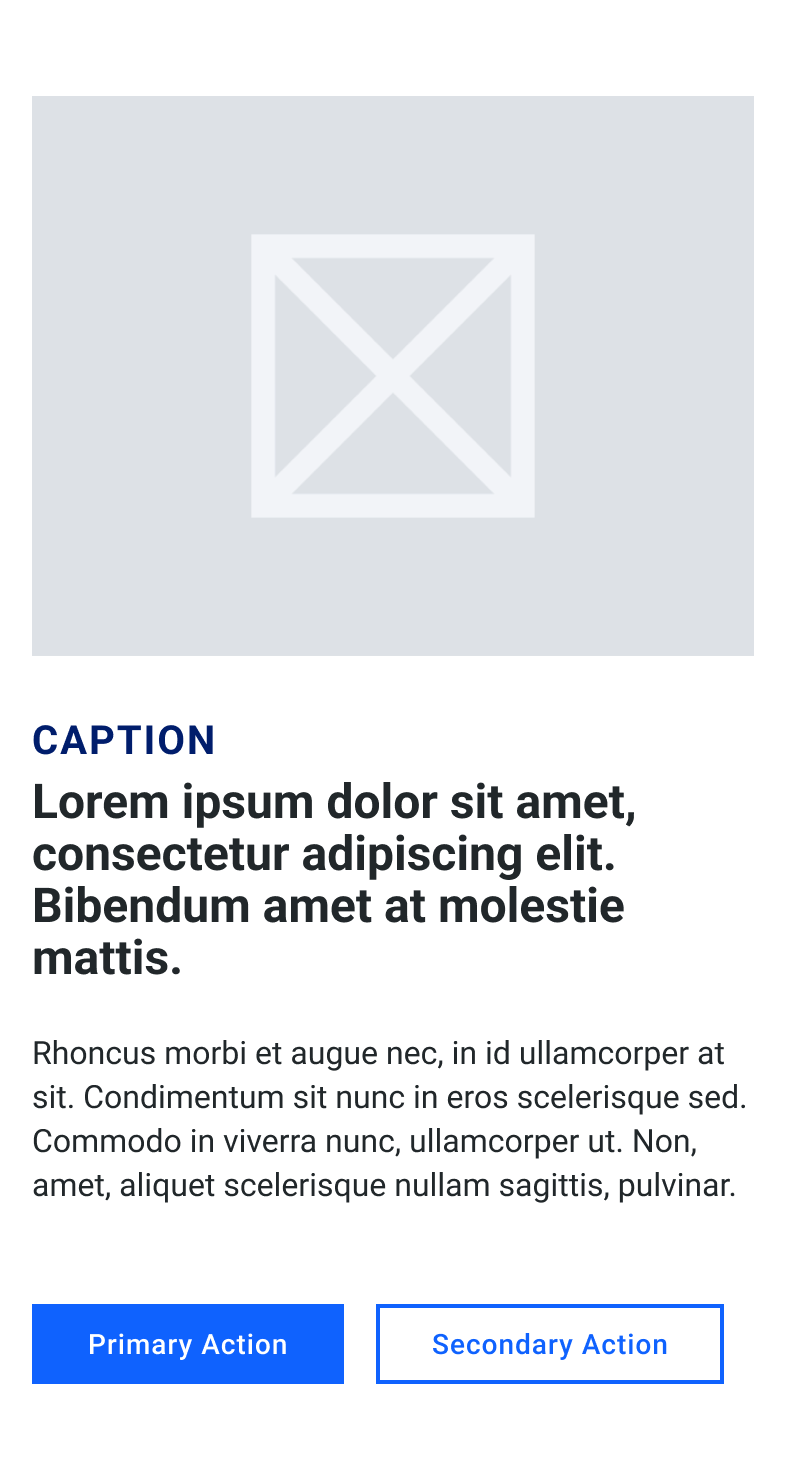 CAPTION
Lorem ipsum dolor sit amet,
consectetur adipiscing elit.
Bibendum amet at molestie
mattis.
Rhoncus morbi et augue nec, in id ullamcorper at
sit. Condimentum sit nunc in eros scelerisque sed.
Commodo in viverra nunc, ullamcorper ut. Non,
amet, aliquet scelerisque nullam sagittis, pulvinar.
Primary Action
Secondary Action